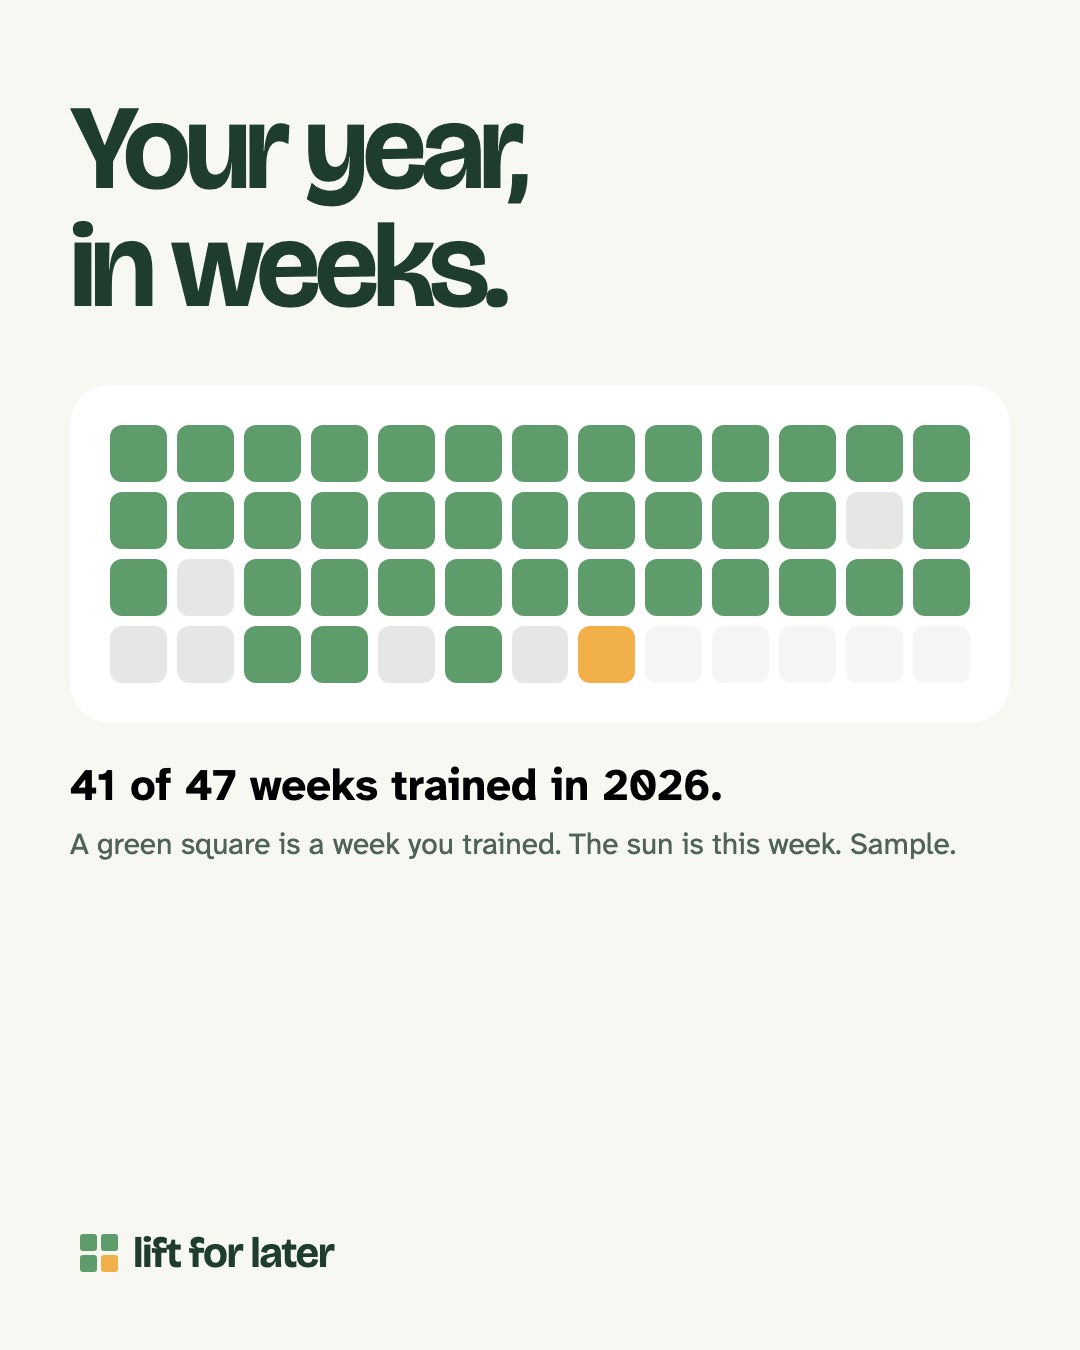 Your year,
in weeks.
41 of 47 weeks trained in 2026.
A green square is a week you trained. The sun is this week. Sample.
lift for later